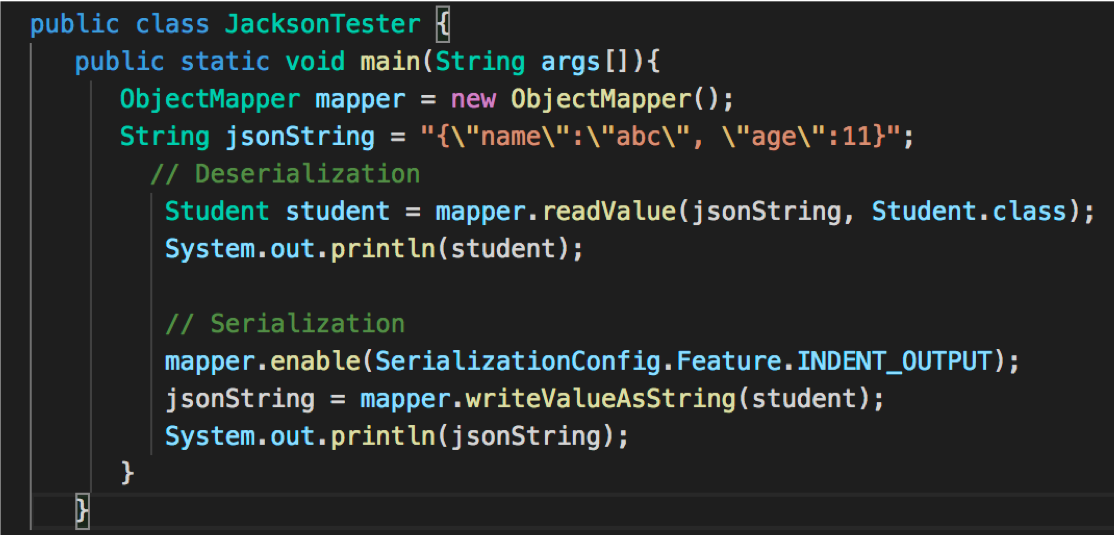 public class JacksonTester {
public static void main(String args[]){
ObjectMapper mapper = new ObjectMapper();
String jsonString = "{\"name\":\"abc\", \"age\":11}";
// Deserialization
Student student = mapper.readValue(jsonString, Student.class);
System.out.println(student);
// Serialization
mapper.enable(SerializationConfig.Feature.INDENT_OUTPUT);
jsonString = mapper.writeValueAsString(student);
System.out.println(jsonString);
}
}